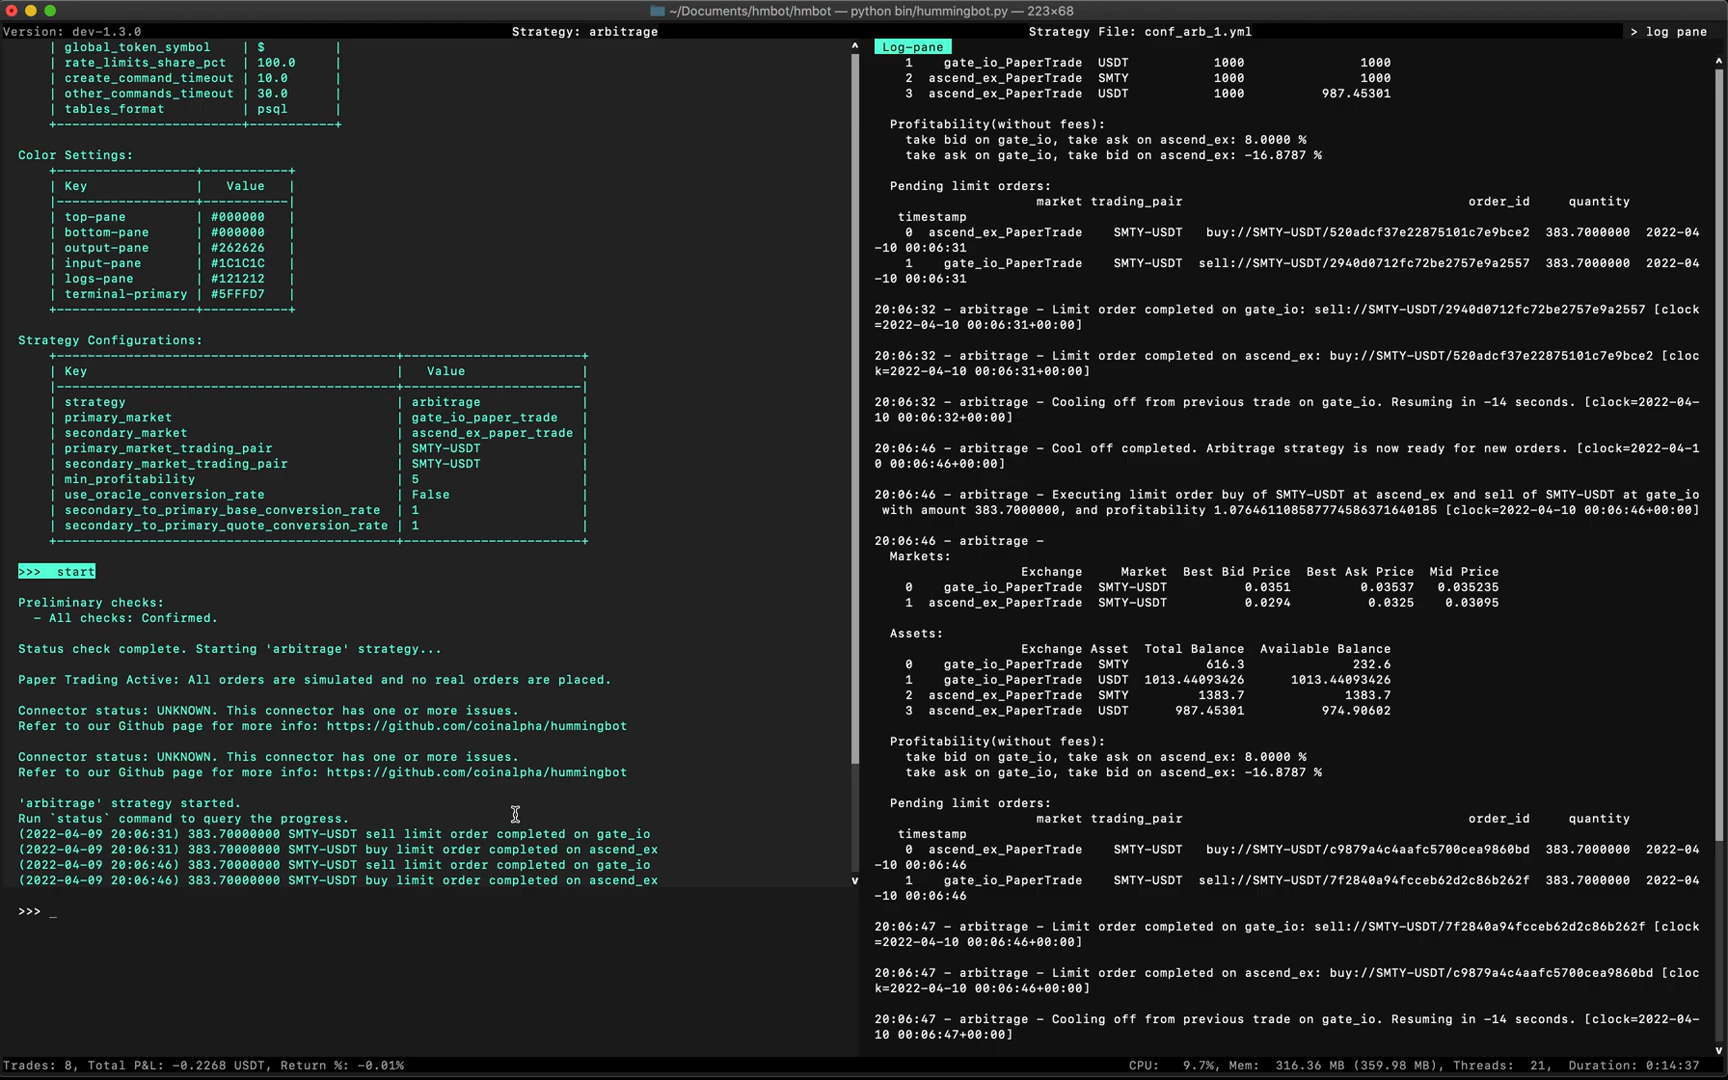 ~/Documents/hmbot/hmbot — python bin/hummingbot.py — 223×68
Version: dev-1.3.0 Strategy: arbitrage Strategy File: conf_arb_1.yml > log pane
| global_token_symbol | $ |
| rate_limits_share_pct | 100.0 |
| create_command_timeout | 10.0 |
| other_commands_timeout | 30.0 |
| tables_format | psql |
+-------------------------+-----------+
Color Settings:
+-------------------+-----------+
| Key | Value |
|-------------------+-----------|
| top-pane | #000000 |
| bottom-pane | #000000 |
| output-pane | #262626 |
| input-pane | #1C1C1C |
| logs-pane | #121212 |
| terminal-primary | #5FFFD7 |
+-------------------+-----------+
Strategy Configurations:
+---------------------------------------------+------------------------+
| Key | Value |
|---------------------------------------------+------------------------|
| strategy | arbitrage |
| primary_market | gate_io_paper_trade |
| secondary_market | ascend_ex_paper_trade |
| primary_market_trading_pair | SMTY-USDT |
| secondary_market_trading_pair | SMTY-USDT |
| min_profitability | 5 |
| use_oracle_conversion_rate | False |
| secondary_to_primary_base_conversion_rate | 1 |
| secondary_to_primary_quote_conversion_rate | 1 |
+---------------------------------------------+------------------------+
>>> start
Preliminary checks:
- All checks: Confirmed.
Status check complete. Starting 'arbitrage' strategy...
Paper Trading Active: All orders are simulated and no real orders are placed.
Connector status: UNKNOWN. This connector has one or more issues.
Refer to our Github page for more info: https://github.com/coinalpha/hummingbot
Connector status: UNKNOWN. This connector has one or more issues.
Refer to our Github page for more info: https://github.com/coinalpha/hummingbot
'arbitrage' strategy started.
Run `status` command to query the progress.
(2022-04-09 20:06:31) 383.70000000 SMTY-USDT sell limit order completed on gate_io
(2022-04-09 20:06:31) 383.70000000 SMTY-USDT buy limit order completed on ascend_ex
(2022-04-09 20:06:46) 383.70000000 SMTY-USDT sell limit order completed on gate_io
(2022-04-09 20:06:46) 383.70000000 SMTY-USDT buy limit order completed on ascend_ex
>>> _
Log-pane
1 gate_io_PaperTrade USDT 1000 1000
2 ascend_ex_PaperTrade SMTY 1000 1000
3 ascend_ex_PaperTrade USDT 1000 987.45301
Profitability(without fees):
take bid on gate_io, take ask on ascend_ex: 8.0000 %
take ask on gate_io, take bid on ascend_ex: -16.8787 %
Pending limit orders:
market trading_pair order_id quantity
timestamp
0 ascend_ex_PaperTrade SMTY-USDT buy://SMTY-USDT/520adcf37e22875101c7e9bce2 383.7000000 2022-04
-10 00:06:31
1 gate_io_PaperTrade SMTY-USDT sell://SMTY-USDT/2940d0712fc72be2757e9a2557 383.7000000 2022-04
-10 00:06:31
20:06:32 - arbitrage - Limit order completed on gate_io: sell://SMTY-USDT/2940d0712fc72be2757e9a2557 [clock
=2022-04-10 00:06:31+00:00]
20:06:32 - arbitrage - Limit order completed on ascend_ex: buy://SMTY-USDT/520adcf37e22875101c7e9bce2 [cloc
k=2022-04-10 00:06:31+00:00]
20:06:32 - arbitrage - Cooling off from previous trade on gate_io. Resuming in -14 seconds. [clock=2022-04-
10 00:06:32+00:00]
20:06:46 - arbitrage - Cool off completed. Arbitrage strategy is now ready for new orders. [clock=2022-04-1
0 00:06:46+00:00]
20:06:46 - arbitrage - Executing limit order buy of SMTY-USDT at ascend_ex and sell of SMTY-USDT at gate_io
with amount 383.7000000, and profitability 1.076461108587774586371640185 [clock=2022-04-10 00:06:46+00:00]
20:06:46 - arbitrage -
Markets:
Exchange Market Best Bid Price Best Ask Price Mid Price
0 gate_io_PaperTrade SMTY-USDT 0.0351 0.03537 0.035235
1 ascend_ex_PaperTrade SMTY-USDT 0.0294 0.0325 0.03095
Assets:
Exchange Asset Total Balance Available Balance
0 gate_io_PaperTrade SMTY 616.3 232.6
1 gate_io_PaperTrade USDT 1013.44093426 1013.44093426
2 ascend_ex_PaperTrade SMTY 1383.7 1383.7
3 ascend_ex_PaperTrade USDT 987.45301 974.90602
Profitability(without fees):
take bid on gate_io, take ask on ascend_ex: 8.0000 %
take ask on gate_io, take bid on ascend_ex: -16.8787 %
Pending limit orders:
market trading_pair order_id quantity
timestamp
0 ascend_ex_PaperTrade SMTY-USDT buy://SMTY-USDT/c9879a4c4aafc5700cea9860bd 383.7000000 2022-04
-10 00:06:46
1 gate_io_PaperTrade SMTY-USDT sell://SMTY-USDT/7f2840a94fcceb62d2c86b262f 383.7000000 2022-04
-10 00:06:46
20:06:47 - arbitrage - Limit order completed on gate_io: sell://SMTY-USDT/7f2840a94fcceb62d2c86b262f [clock
=2022-04-10 00:06:46+00:00]
20:06:47 - arbitrage - Limit order completed on ascend_ex: buy://SMTY-USDT/c9879a4c4aafc5700cea9860bd [cloc
k=2022-04-10 00:06:46+00:00]
20:06:47 - arbitrage - Cooling off from previous trade on gate_io. Resuming in -14 seconds. [clock=2022-04-
10 00:06:47+00:00]
Trades: 8, Total P&L: -0.2268 USDT, Return %: -0.01% CPU: 9.7%, Mem: 316.36 MB (359.98 MB), Threads: 21, Duration: 0:14:37